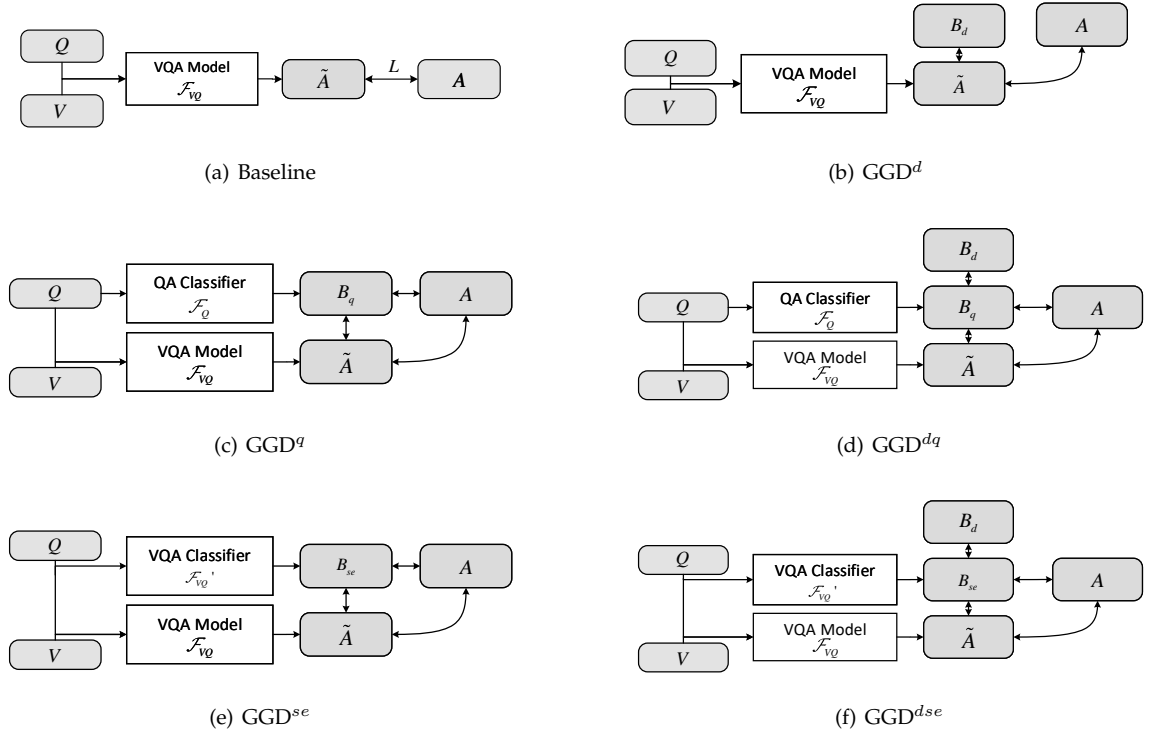 Q
V
VQA Model
𝓕_VQ
Ã
L
A
(a) Baseline
Q
V
VQA Model
𝓕_VQ
B_d
Ã
A
(b) GGD^d
Q
V
QA Classifier
𝓕_Q
VQA Model
𝓕_VQ
B_q
Ã
A
(c) GGD^q
Q
V
QA Classifier
𝓕_Q
VQA Model
𝓕_VQ
B_d
B_q
Ã
A
(d) GGD^dq
Q
V
VQA Classifier
𝓕_VQ'
VQA Model
𝓕_VQ
B_se
Ã
A
(e) GGD^se
Q
V
VQA Classifier
𝓕_VQ'
VQA Model
𝓕_VQ
B_d
B_se
Ã
A
(f) GGD^dse